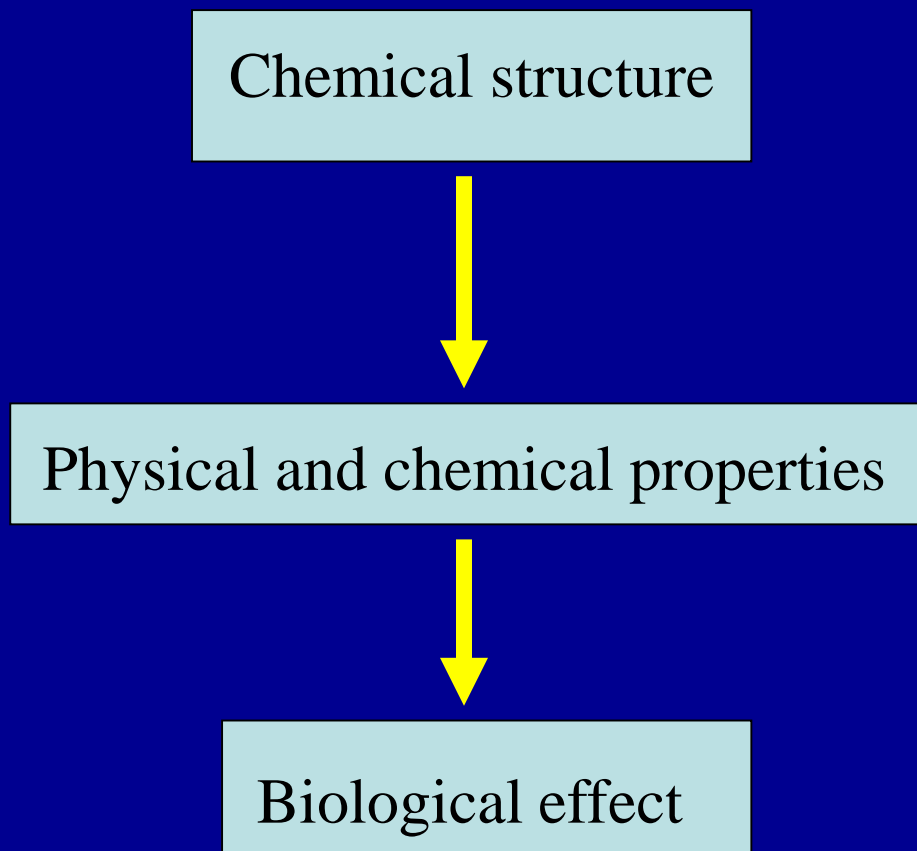 Chemical structure
Physical and chemical properties
Biological effect